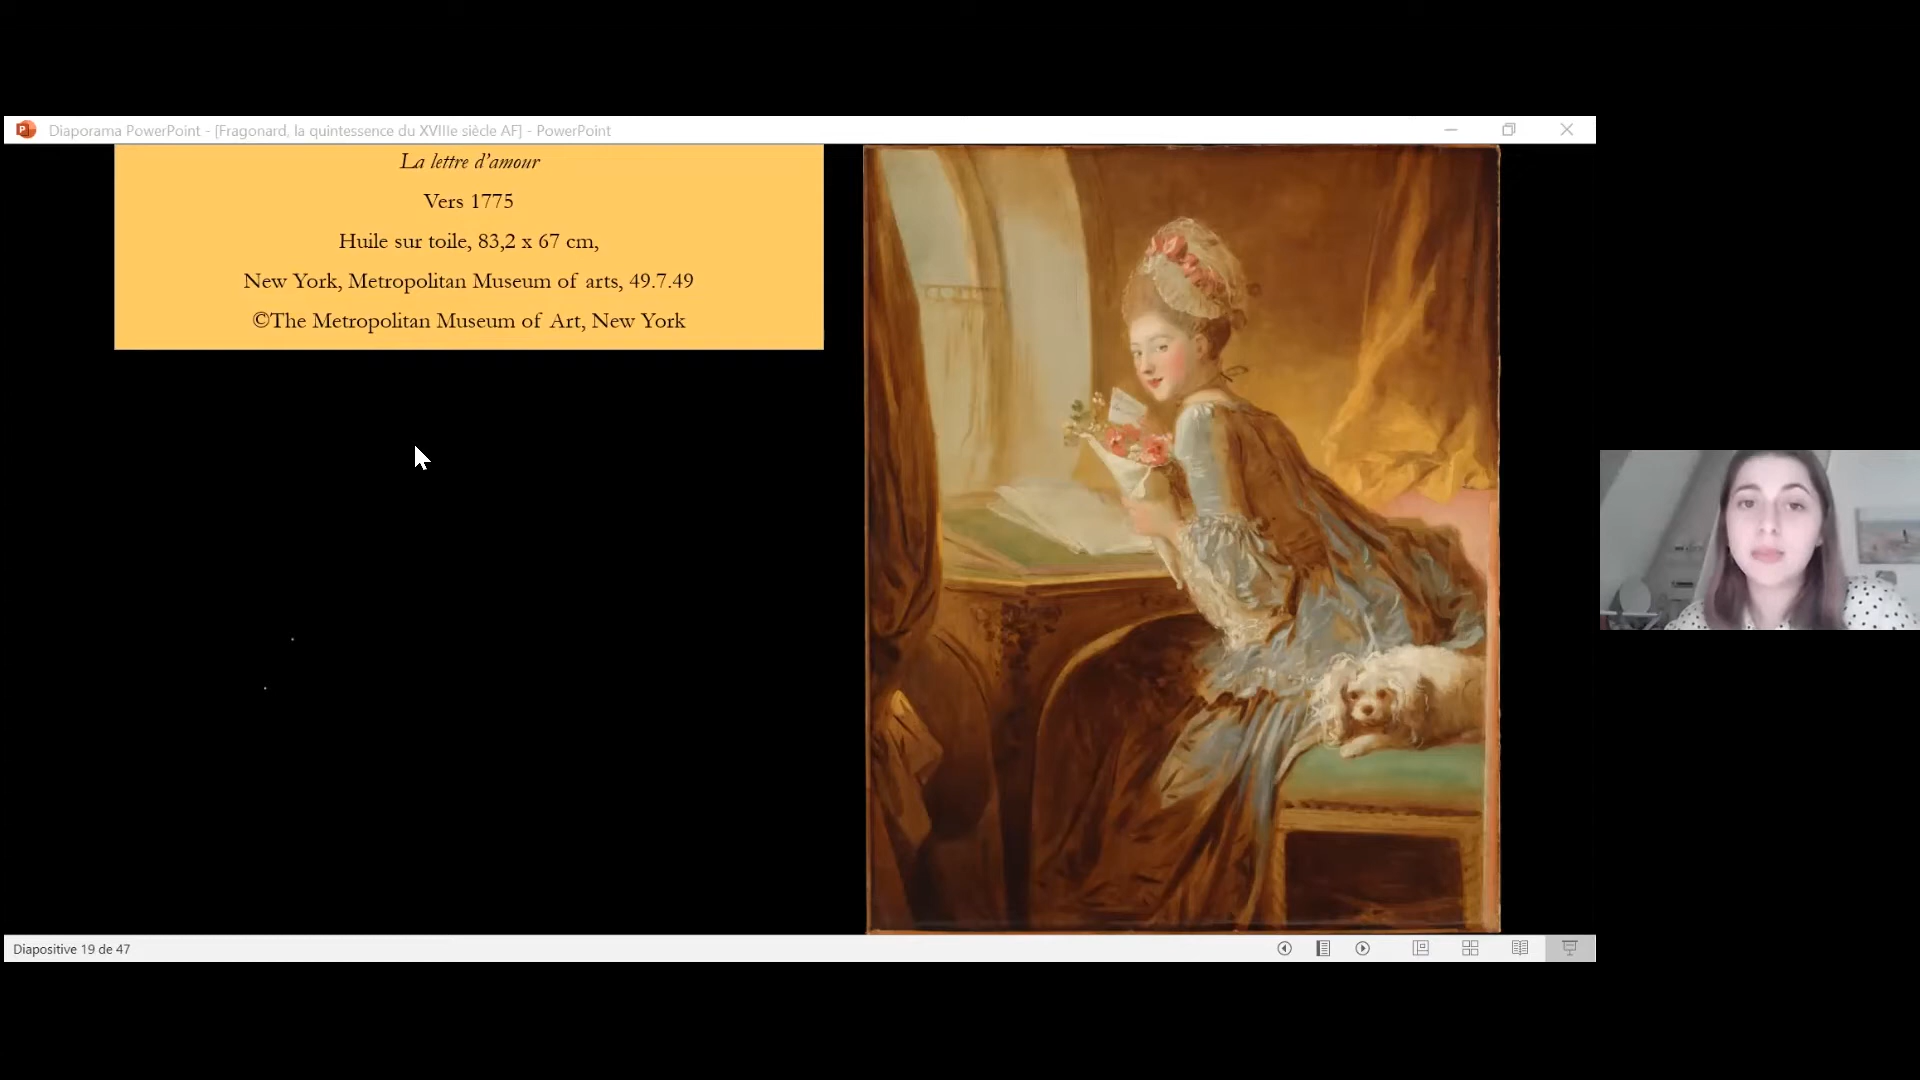 Diaporama PowerPoint - [Fragonard, la quintessence du XVIIIe siècle AF] - PowerPoint
La lettre d'amour
Vers 1775
Huile sur toile, 83,2 x 67 cm,
New York, Metropolitan Museum of arts, 49.7.49
©The Metropolitan Museum of Art, New York
Diapositive 19 de 47